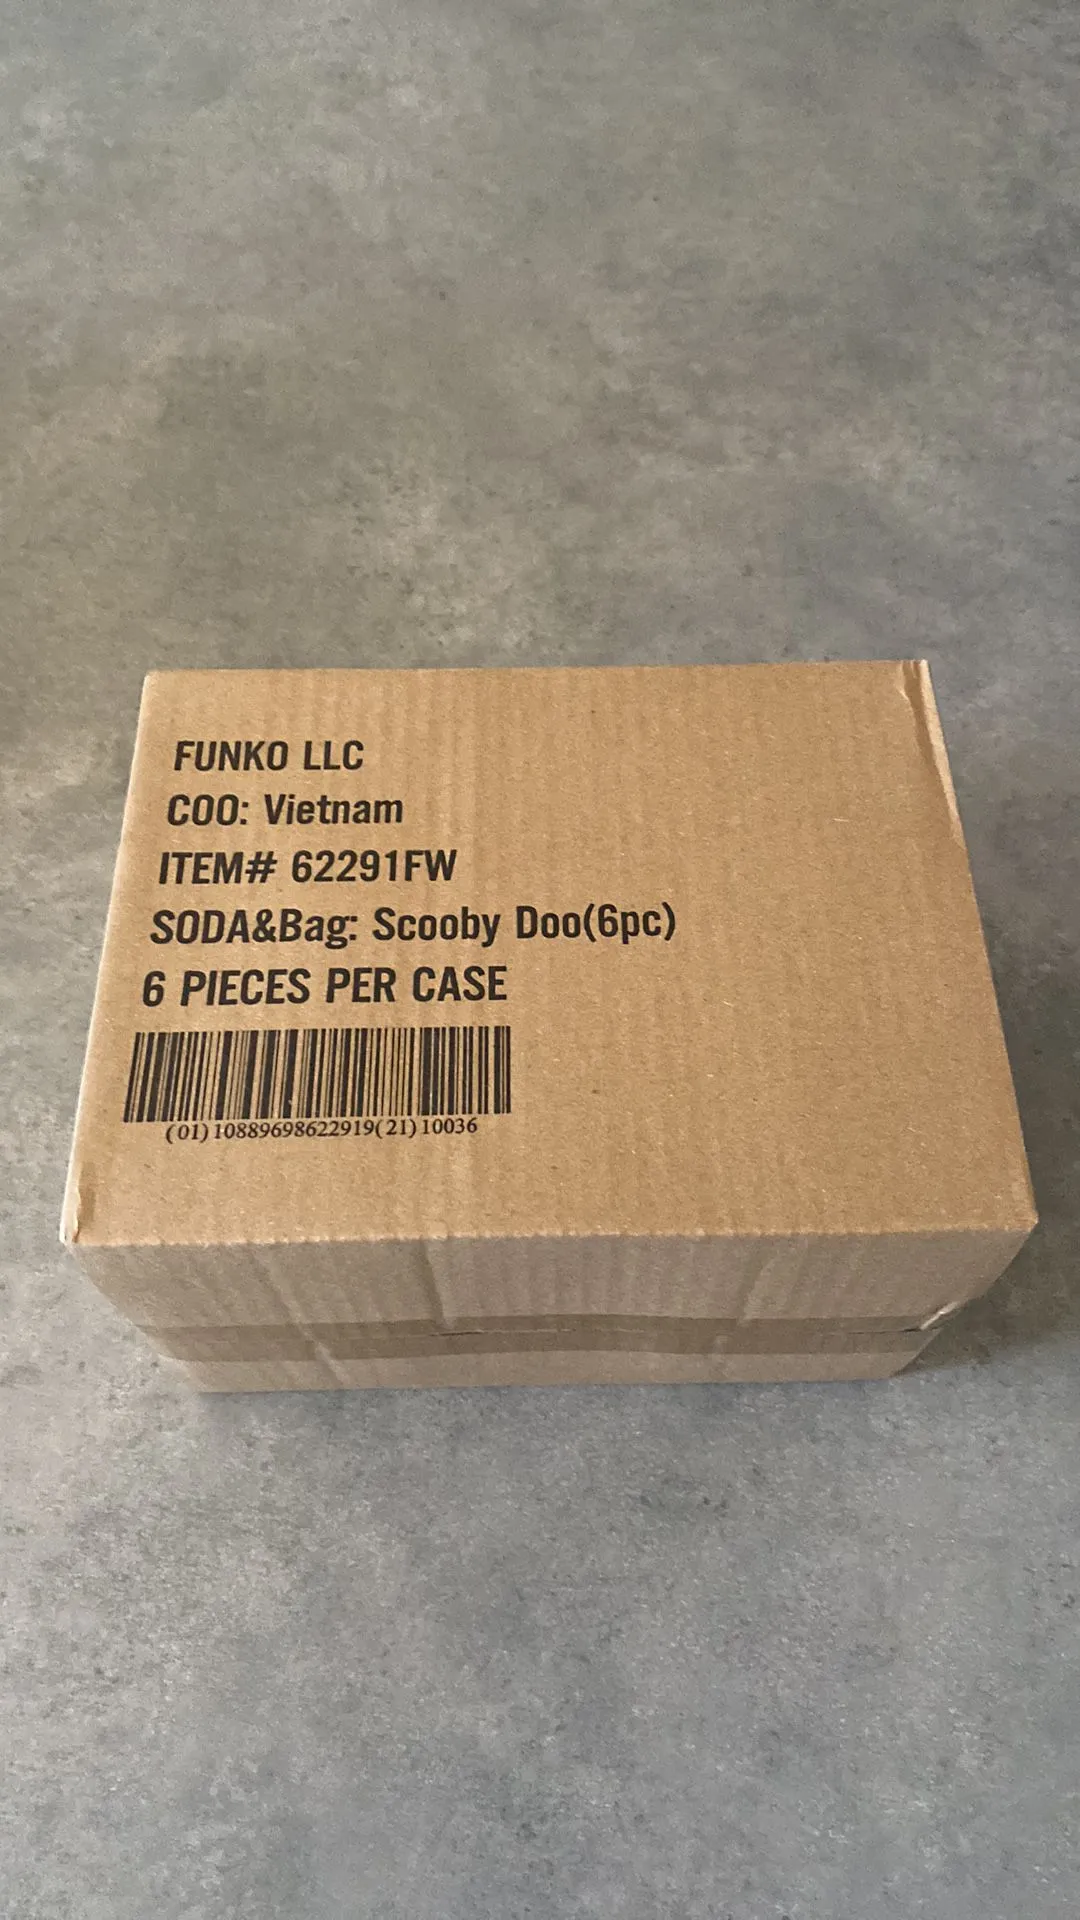 FUNKO LLC
COO: Vietnam
ITEM# 62291FW
SODA&Bag: Scooby Doo(6pc)
6 PIECES PER CASE
(01)10889698622919(21)10036